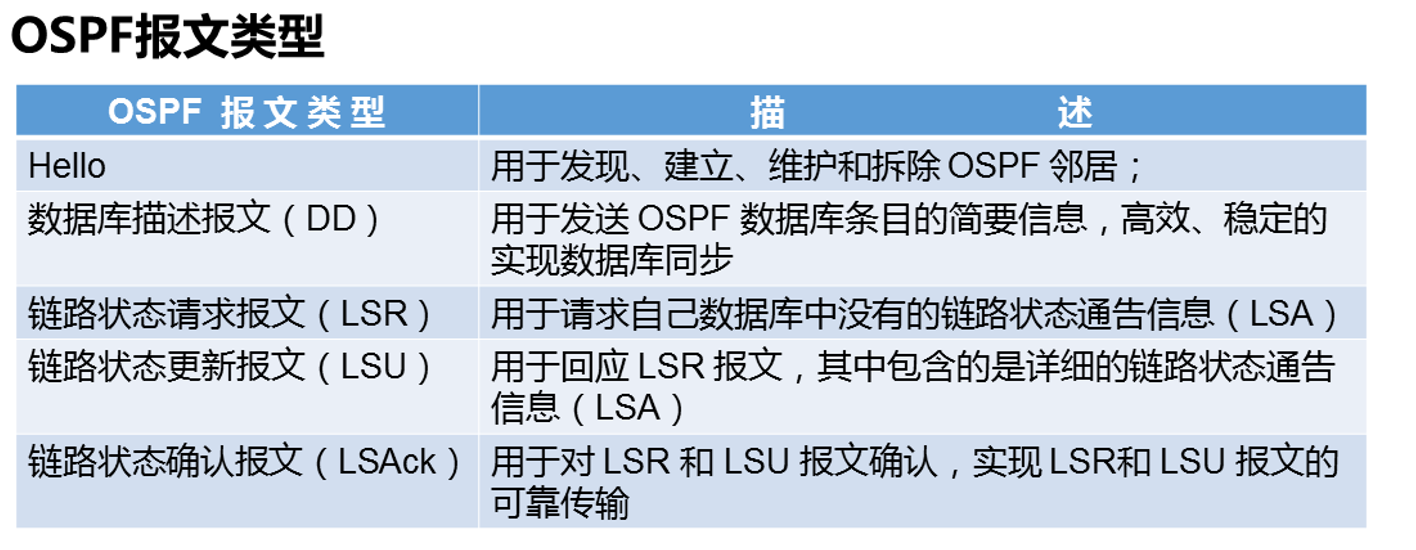 OSPF报文类型
OSPF 报文类型
描 述
Hello
用于发现、建立、维护和拆除OSPF 邻居；
数据库描述报文（DD）
用于发送 OSPF 数据库条目的简要信息，高效、稳定的
实现数据库同步
链路状态请求报文（LSR）
用于请求自己数据库中没有的链路状态通告信息（LSA）
链路状态更新报文（LSU）
用于回应 LSR 报文，其中包含的是详细的链路状态通告
信息（LSA）
链路状态确认报文（LSAck）
用于对 LSR 和 LSU 报文确认，实现 LSR和 LSU 报文的
可靠传输